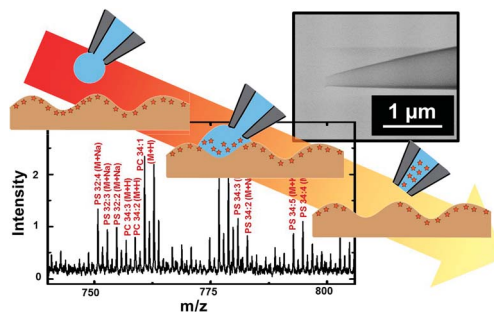 1 μm
PS 32:4 (M+Na)
PS 32:3 (M+Na)
PS 32:2 (M+Na)
PC 34:3 (M+H)
PC 34:2 (M+H)
PC 34:1
(M+H)
PS 34:3
PS 34:2
PS 34:5 (M+
PS 34:4
Intensity
2
1
0
750
775
800
m/z